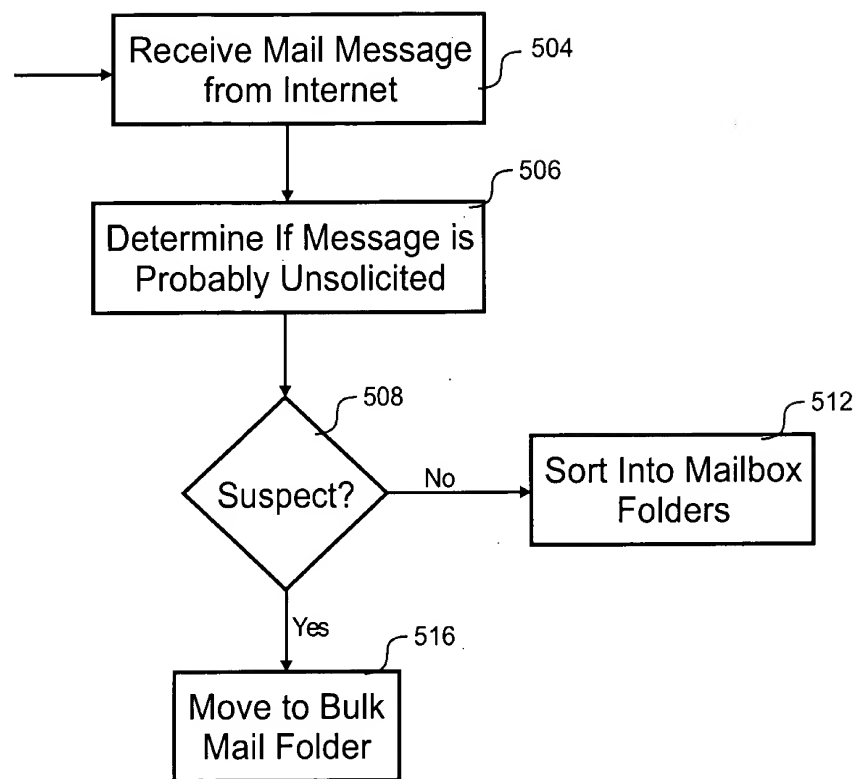 Receive Mail Message
from Internet
504
506
Determine If Message is
Probably Unsolicited
508
Suspect?
No
512
Sort Into Mailbox
Folders
Yes
516
Move to Bulk
Mail Folder